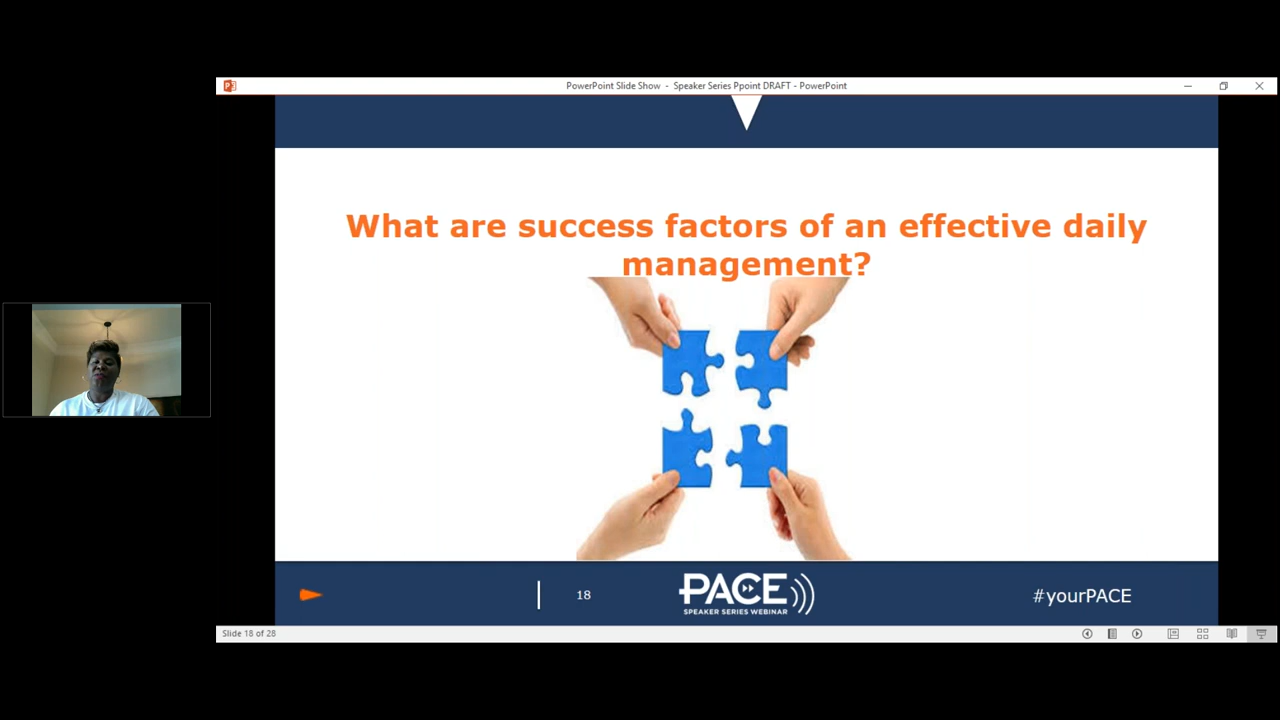 PowerPoint Slide Show - Speaker Series Ppoint DRAFT - PowerPoint
What are success factors of an effective daily
management?
18
PACE
SPEAKER SERIES WEBINAR
#yourPACE
Slide 18 of 28